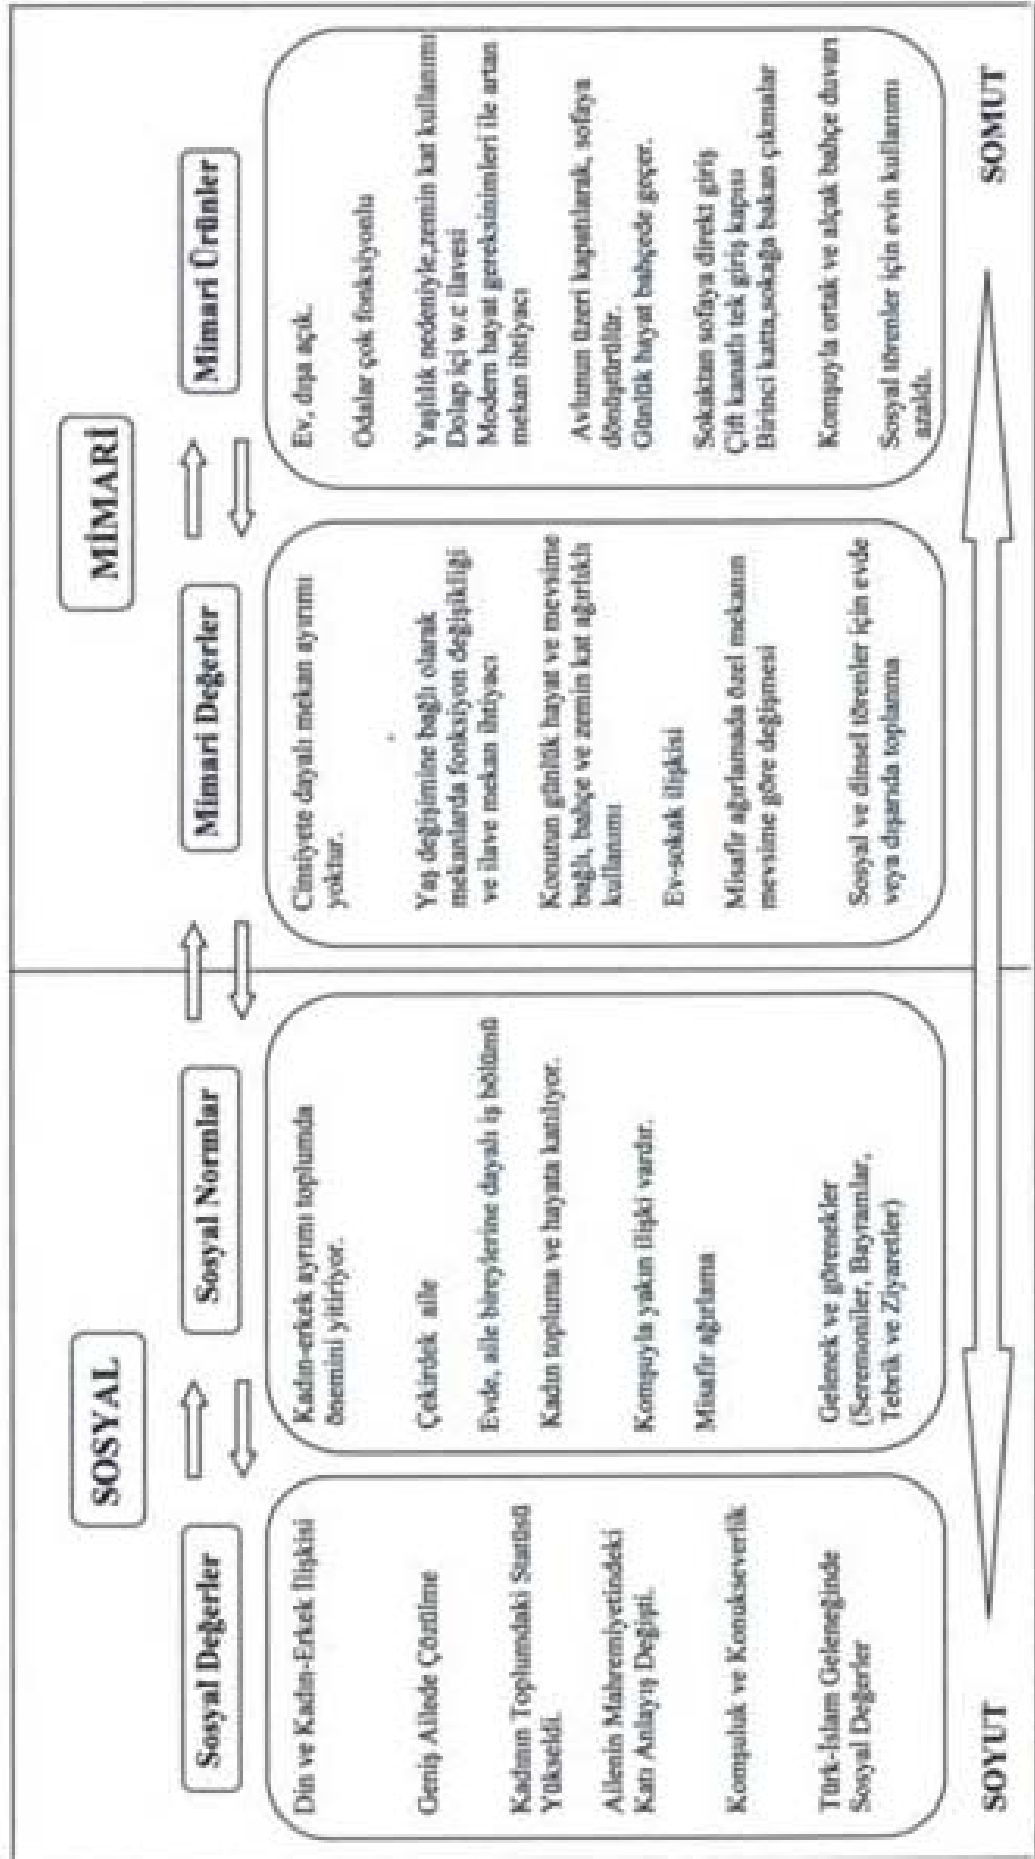 SOSYAL
MİMARİ
Sosyal Değerler
Sosyal Normlar
Mimari Değerler
Mimari Ürünler
Din ve Kadın-Erkek İlişkisi
Geniş Ailede Çözülme
Kadının Toplumdaki Statüsü
Yükseldi.
Ailenin Mahremiyetindeki
Katı Anlayış Değişti.
Komşuluk ve Konukseverlik
Türk-İslam Geleneğinde
Sosyal Değerler
Kadın-erkek ayrımı toplumda
önemini yitiriyor.
Çekirdek aile
Evde, aile bireylerine dayalı iş bölümü
Kadın topluma ve hayata katılıyor.
Komşuyla yakın ilişki vardır.
Misafir ağırlama
Gelenek ve görenekler
(Seremoniler, Bayramlar,
Tebrik ve Ziyaretler)
Cinsiyete dayalı mekan ayırımı
yoktur.
Yaş değişimine bağlı olarak
mekanlarda fonksiyon değişikliği
ve ilave mekan ihtiyacı
Konutun günlük hayat ve mevsime
bağlı, bahçe ve zemin kat ağırlıklı
kullanımı
Ev-sokak ilişkisi
Misafir ağırlamada özel mekanın
mevsime göre değişmesi
Sosyal ve dinsel törenler için evde
veya dışarıda toplanma
Ev, dışa açık.
Odalar çok fonksiyonlu
Yaşlılık nedeniyle,zemin kat kullanımı
Dolap içi w.c ilavesi
Modern hayat gereksinimleri ile artan
mekan ihtiyacı
Avlunun üzeri kapatılarak, sofaya
dönüştürülür.
Günlük hayat bahçede geçer.
Sokaktan sofaya direkt giriş
Çift kanatlı tek giriş kapısı
Birinci katta,sokağa bakan çıkmalar
Komşuyla ortak ve alçak bahçe duvarı
Sosyal törenler için evin kullanımı
azaldı.
SOYUT
SOMUT